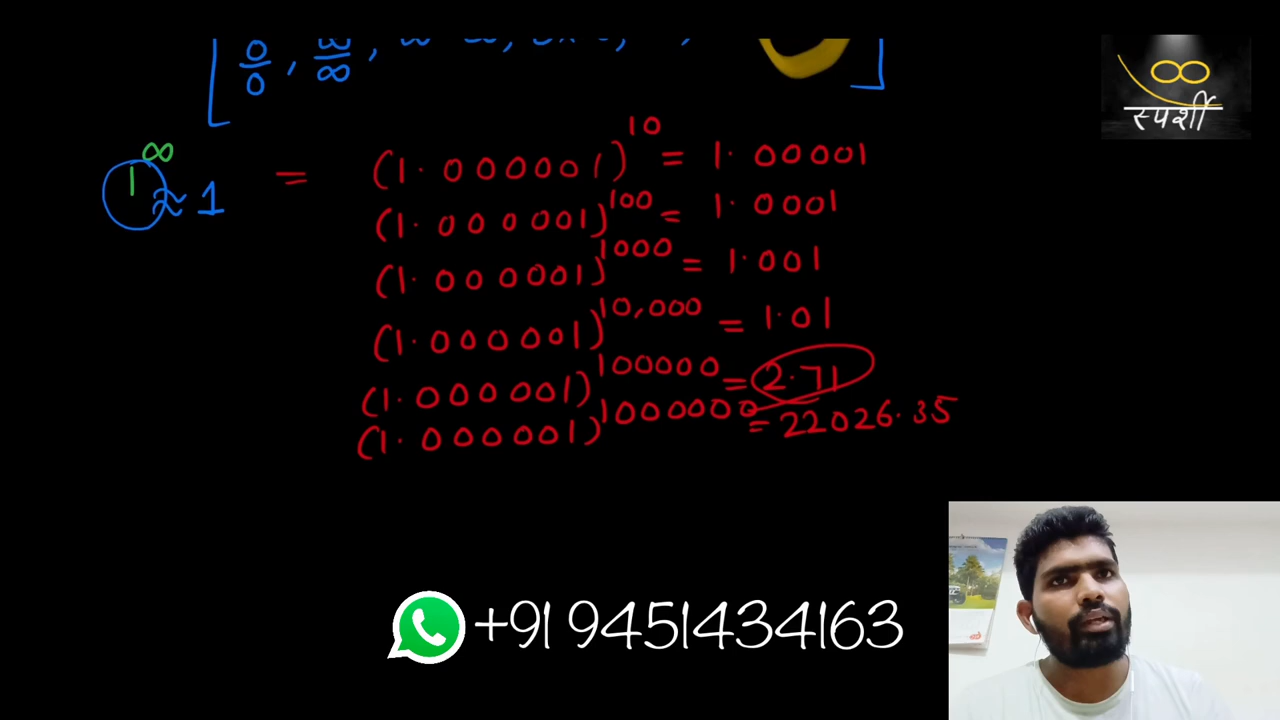 [ 0/0 , ∞/∞ , ]
1^∞ ≈ 1 = (1.000001)^10 = 1.00001
(1.000001)^100 = 1.0001
(1.000001)^1000 = 1.001
(1.000001)^10,000 = 1.01
(1.000001)^100000 = 2.71
(1.000001)^1000000 = 22026.35
∞
स्पर्शी
+91 9451434163